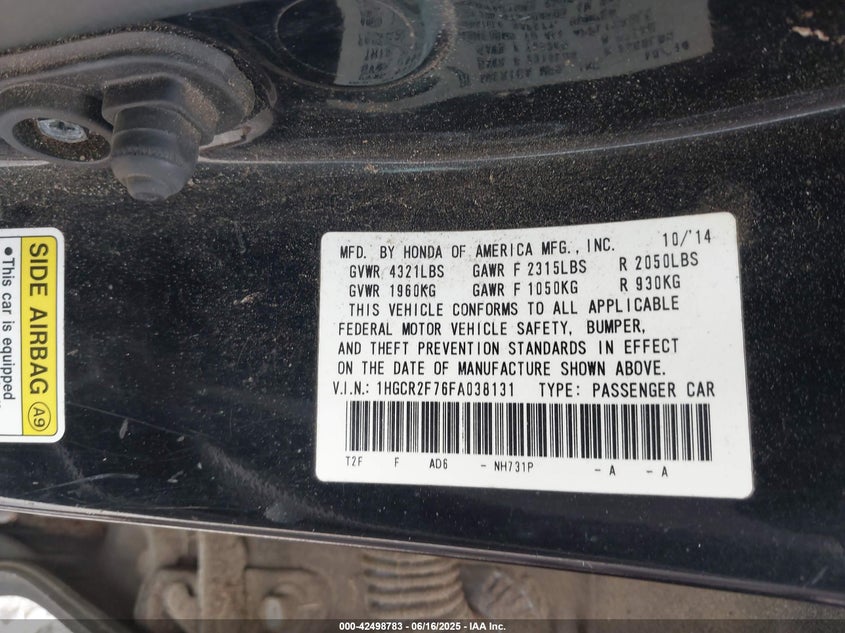 MFD. BY HONDA OF AMERICA MFG., INC. 10/'14
GVWR 4321LBS GAWR F 2315LBS R 2050LBS
GVWR 1960KG GAWR F 1050KG R 930KG
THIS VEHICLE CONFORMS TO ALL APPLICABLE
FEDERAL MOTOR VEHICLE SAFETY, BUMPER,
AND THEFT PREVENTION STANDARDS IN EFFECT
ON THE DATE OF MANUFACTURE SHOWN ABOVE.
V.I.N.: 1HGCR2F76FA038131 TYPE: PASSENGER CAR
T2F F AD6 - NH731P - A - A
SIDE AIRBAG A9
•This car is equipped
000-42498783 - 06/16/2025 - IAA Inc.